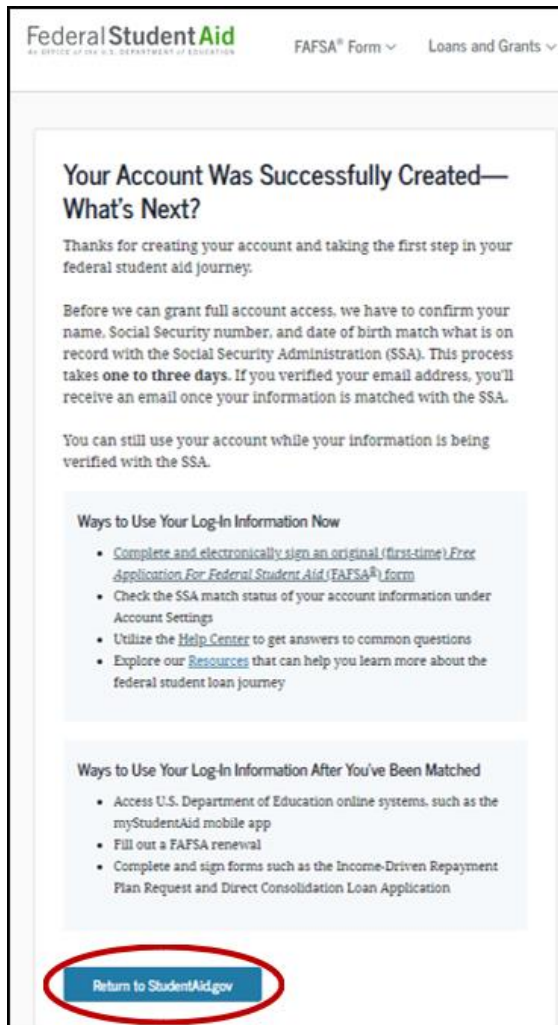 Federal Student Aid
An OFFICE of the U.S. DEPARTMENT of EDUCATION
FAFSA® Form
Loans and Grants
Your Account Was Successfully Created—
What's Next?
Thanks for creating your account and taking the first step in your
federal student aid journey.
Before we can grant full account access, we have to confirm your
name, Social Security number, and date of birth match what is on
record with the Social Security Administration (SSA). This process
takes one to three days. If you verified your email address, you'll
receive an email once your information is matched with the SSA.
You can still use your account while your information is being
verified with the SSA.
Ways to Use Your Log-In Information Now
• Complete and electronically sign an original (first-time) Free
Application For Federal Student Aid (FAFSA®) form
• Check the SSA match status of your account information under
Account Settings
• Utilize the Help Center to get answers to common questions
• Explore our Resources that can help you learn more about the
federal student loan journey
Ways to Use Your Log-In Information After You've Been Matched
• Access U.S. Department of Education online systems, such as the
myStudentAid mobile app
• Fill out a FAFSA renewal
• Complete and sign forms such as the Income-Driven Repayment
Plan Request and Direct Consolidation Loan Application
Return to StudentAid.gov